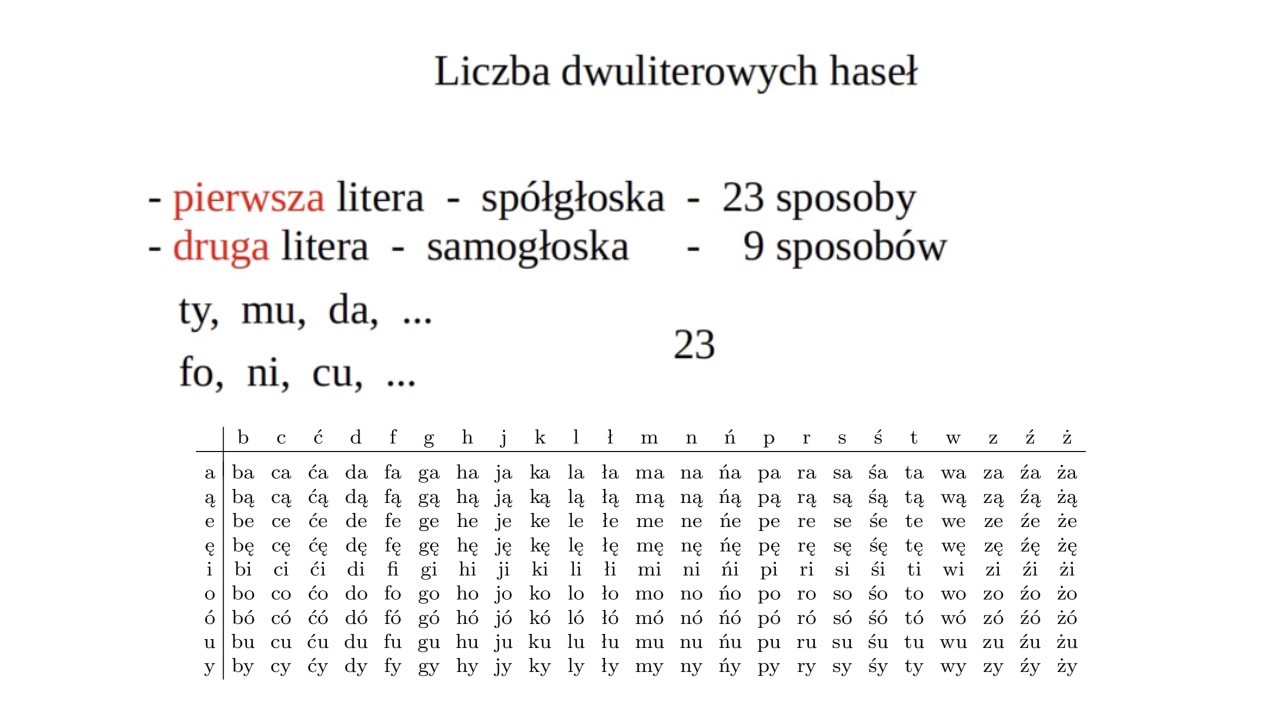 Liczba dwuliterowych haseł
- pierwsza litera - spółgłoska - 23 sposoby
- druga litera - samogłoska - 9 sposobów
ty, mu, da, ...
23
fo, ni, cu, ...
b c ć d f g h j k l ł m n ń p r s ś t w z ź ż
a ba ca ća da fa ga ha ja ka la ła ma na ńa pa ra sa śa ta wa za źa ża
ą bą cą ćą dą fą gą hą ją ką lą łą mą ną ńą pą rą są śą tą wą zą źą żą
e be ce će de fe ge he je ke le łe me ne ńe pe re se śe te we ze źe że
ę bę cę ćę dę fę gę hę ję kę lę łę mę nę ńę pę rę sę śę tę wę zę źę żę
i bi ci ći di fi gi hi ji ki li łi mi ni ńi pi ri si śi ti wi zi źi żi
o bo co ćo do fo go ho jo ko lo ło mo no ńo po ro so śo to wo zo źo żo
ó bó có ćó dó fó gó hó jó kó ló łó mó nó ńó pó ró só śó tó wó zó źó żó
u bu cu ću du fu gu hu ju ku lu łu mu nu ńu pu ru su śu tu wu zu źu żu
y by cy ćy dy fy gy hy jy ky ly ły my ny ńy py ry sy śy ty wy zy źy ży